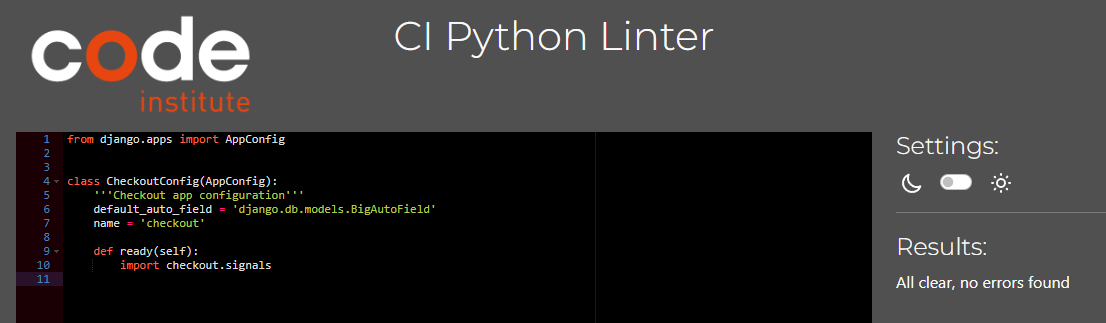 code
institute
CI Python Linter
1 from django.apps import AppConfig
2
3
4 class CheckoutConfig(AppConfig):
5     '''Checkout app configuration'''
6     default_auto_field = 'django.db.models.BigAutoField'
7     name = 'checkout'
8
9     def ready(self):
10         import checkout.signals
11
Settings:
Results:
All clear, no errors found